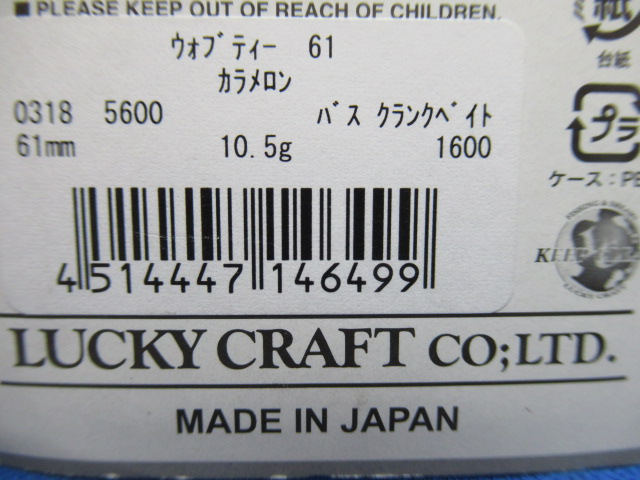 ■ PLEASE KEEP OUT OF REACH OF CHILDREN.
ウォブティー 61
カラメロン
0318 5600 バス クランクベイト
61mm 10.5g 1600
4 514447 146499
紙
台紙
プラ
ケース：PE
KEEP
LUCKY CRAFT CO;LTD.
MADE IN JAPAN